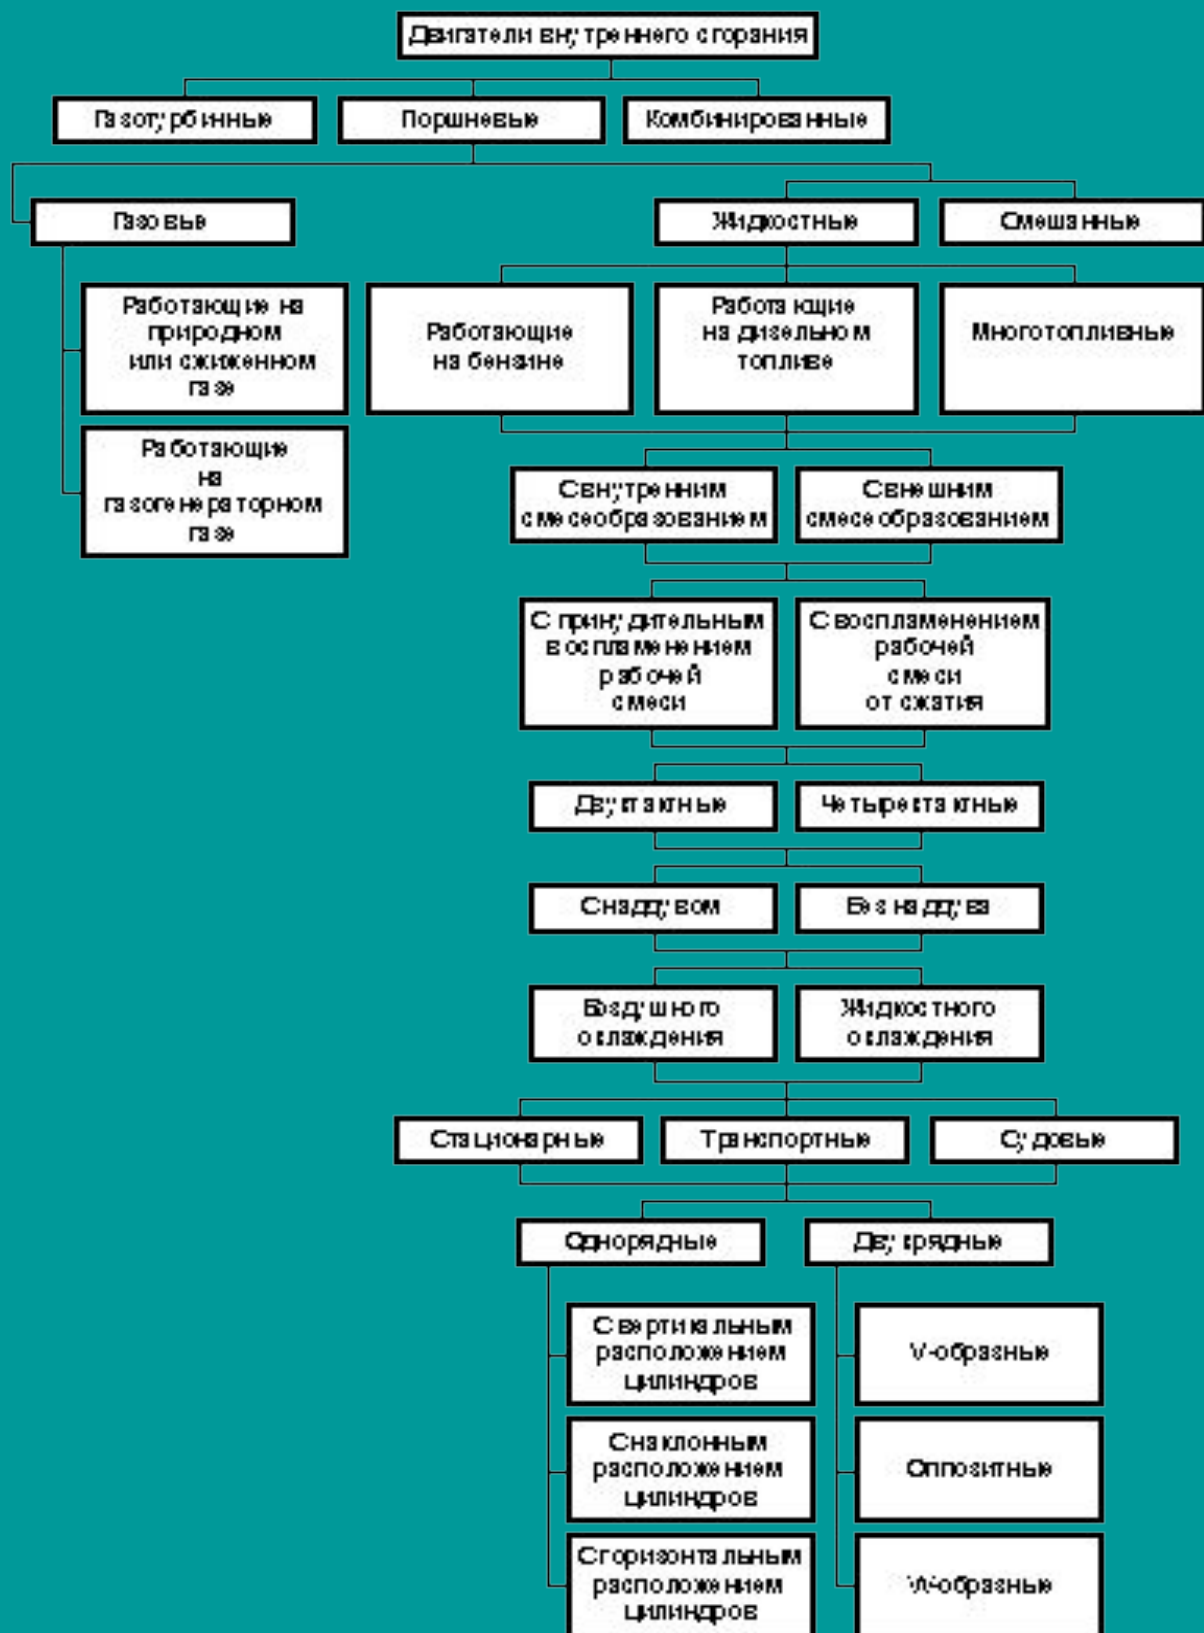 Двигатели внутреннего сгорания
Газотурбинные
Поршневые
Комбинированные
Газовые
Жидкостные
Смешанные
Работающие на
природном
или сжиженном
газе
Работающие
на бензине
Работающие
на дизельном
топливе
Многотопливные
Работающие
на
газогенераторном
газе
С внутренним
смесеобразованием
С внешним
смесеобразованием
С принудительным
воспламенением
рабочей
смеси
С воспламенением
рабочей
смеси
от сжатия
Двухтактные
Четырестактные
С наддувом
Без наддува
Воздушного
охлаждения
Жидкостного
охлаждения
Стационарные
Транспортные
Судовые
Однорядные
Двухрядные
С вертикальным
расположением
цилиндров
V-образные
С наклонным
расположением
цилиндров
Оппозитные
С горизонтальным
расположением
цилиндров
W-образные